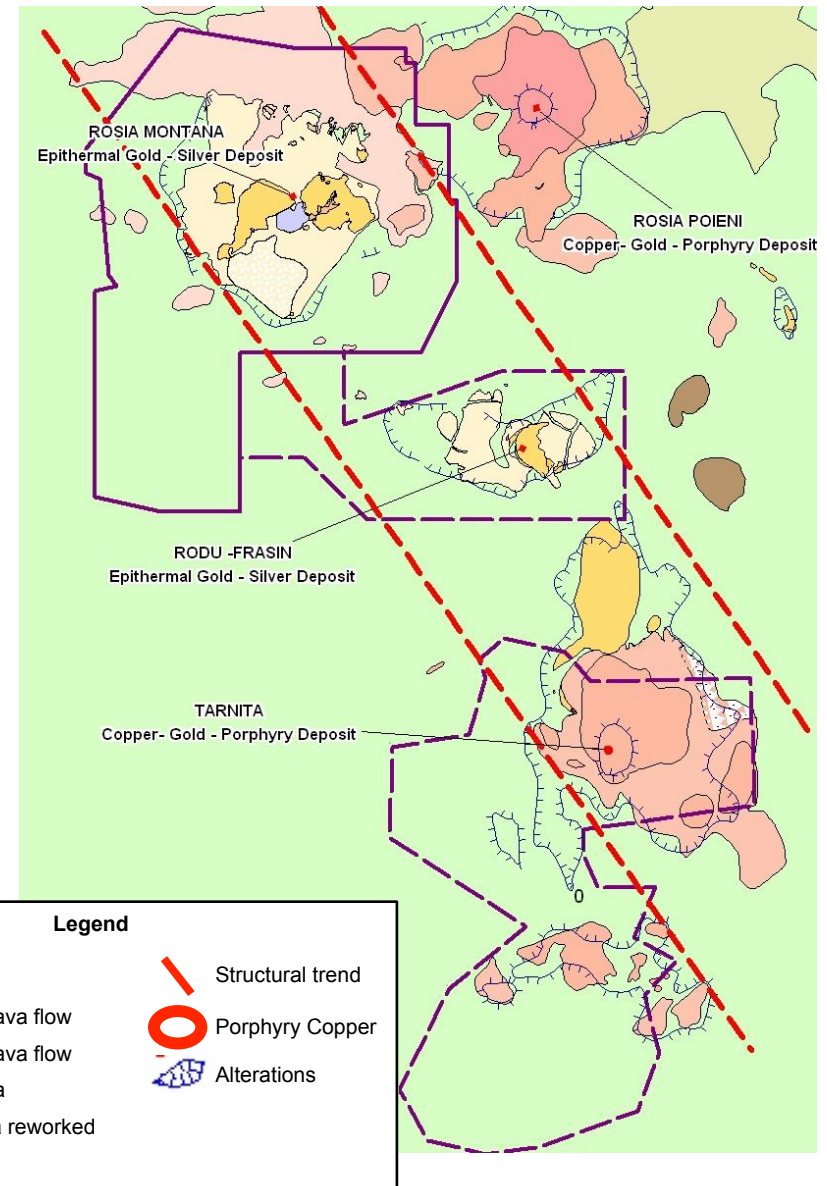 ROSIA MONTANA
Epithermal Gold - Silver Deposit
ROSIA POIENI
Copper- Gold - Porphyry Deposit
RODU -FRASIN
Epithermal Gold - Silver Deposit
TARNITA
Copper- Gold - Porphyry Deposit
0
Legend
Structural trend
ava flow
Porphyry Copper
ava flow
Alterations
a
reworked